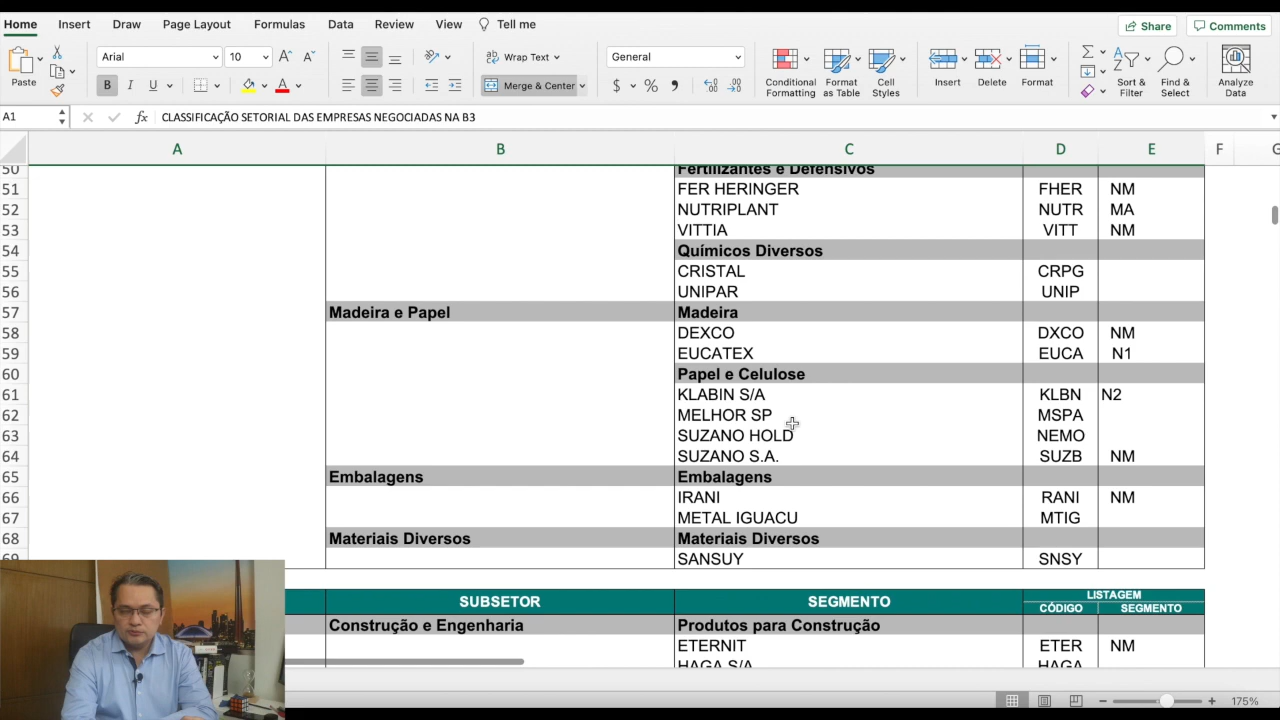 Home Insert Draw Page Layout Formulas Data Review View Tell me Share Comments
Paste Arial 10 Wrap Text General
B I U Merge & Center $ % Conditional Formatting Format as Table Cell Styles Insert Delete Format Sort & Filter Find & Select Analyze Data
A1 fx CLASSIFICAÇÃO SETORIAL DAS EMPRESAS NEGOCIADAS NA B3
A B C D E F G
50 Fertilizantes e Defensivos
51 FER HERINGER FHER NM
52 NUTRIPLANT NUTR MA
53 VITTIA VITT NM
54 Químicos Diversos
55 CRISTAL CRPG
56 UNIPAR UNIP
57 Madeira e Papel Madeira
58 DEXCO DXCO NM
59 EUCATEX EUCA N1
60 Papel e Celulose
61 KLABIN S/A KLBN N2
62 MELHOR SP MSPA
63 SUZANO HOLD NEMO
64 SUZANO S.A. SUZB NM
65 Embalagens Embalagens
66 IRANI RANI NM
67 METAL IGUACU MTIG
68 Materiais Diversos Materiais Diversos
69 SANSUY SNSY
SUBSETOR SEGMENTO LISTAGEM
CÓDIGO SEGMENTO
Construção e Engenharia Produtos para Construção
ETERNIT ETER NM
HAGA S/A HAGA
175%